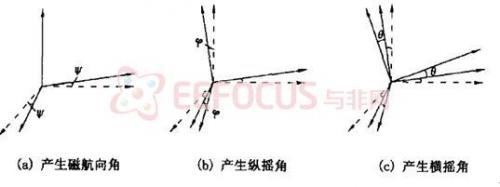 ψ
ψ
φ
φ
θ
θ
EEFOCUS与非网
(a) 产生磁航向角
(b) 产生纵摇角
(c) 产生横摇角